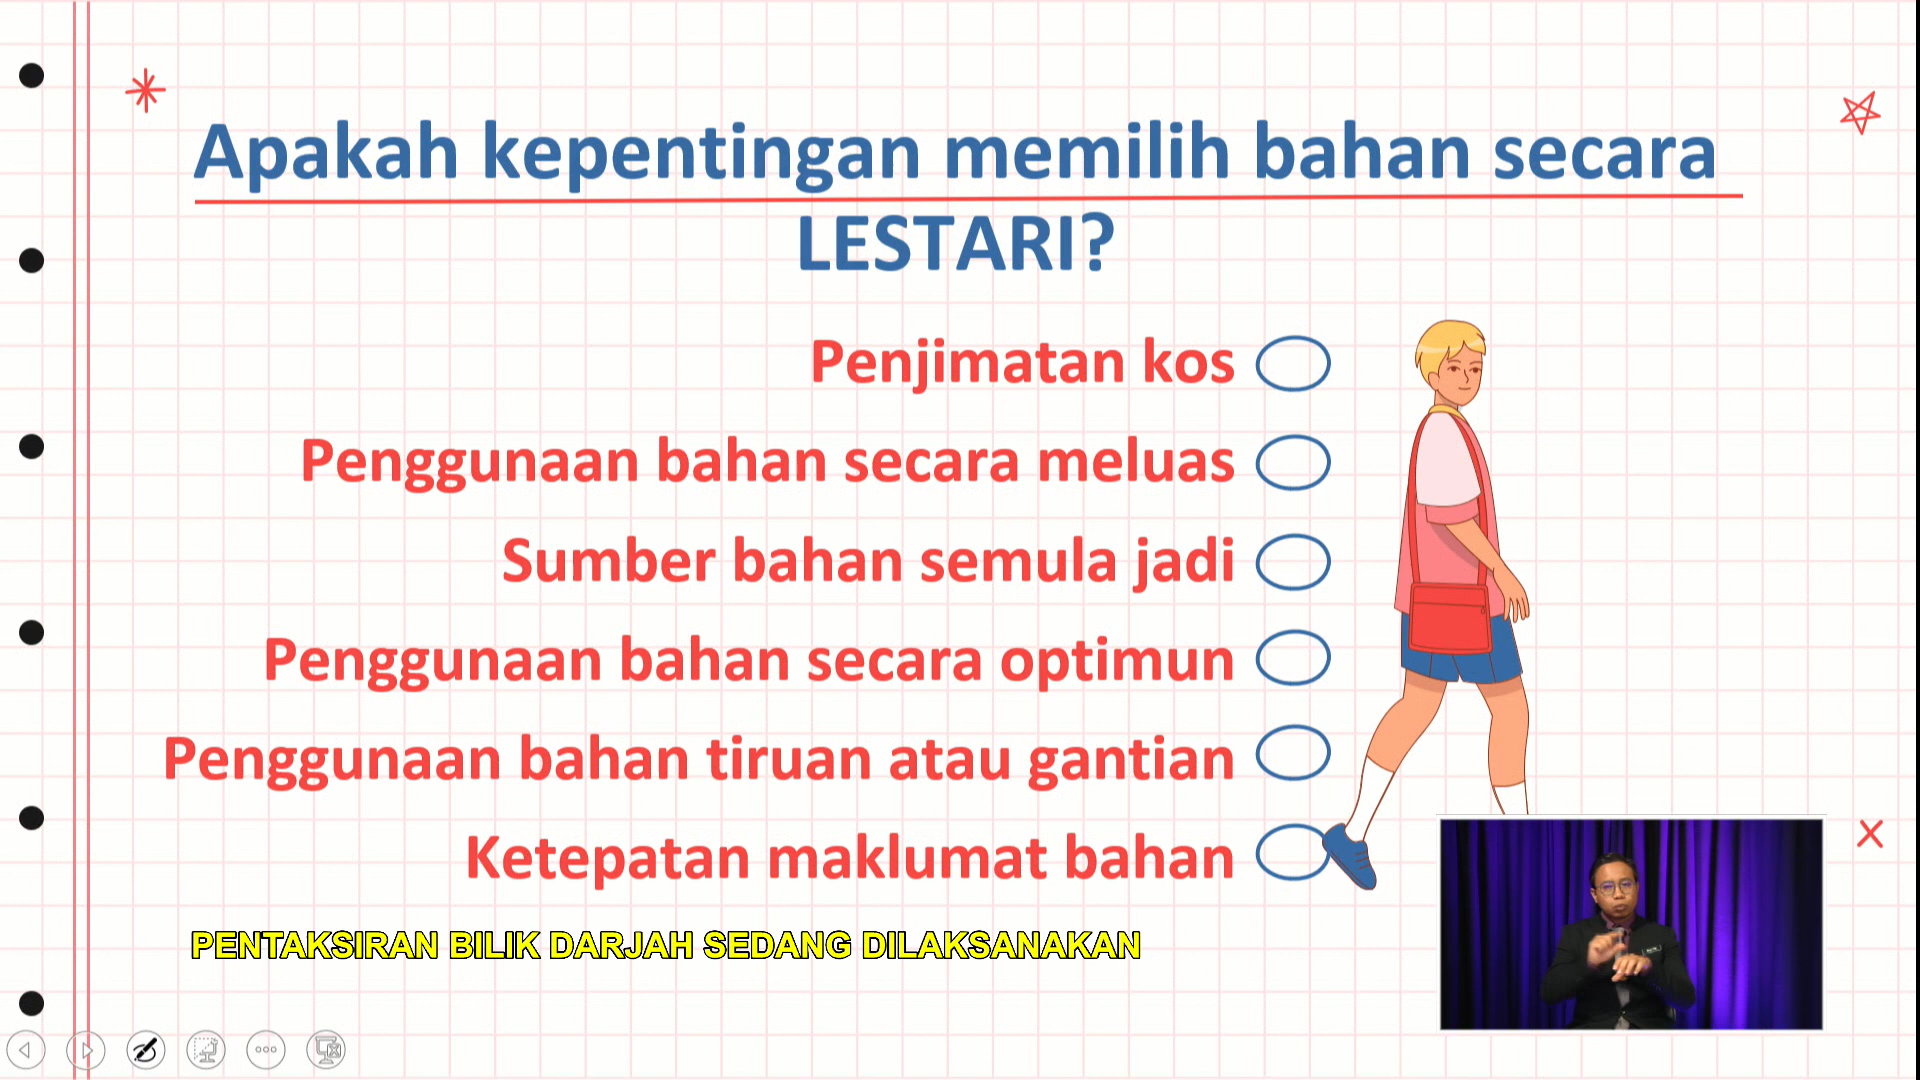 Apakah kepentingan memilih bahan secara
LESTARI?
Penjimatan kos
Penggunaan bahan secara meluas
Sumber bahan semula jadi
Penggunaan bahan secara optimun
Penggunaan bahan tiruan atau gantian
Ketepatan maklumat bahan
PENTAKSIRAN BILIK DARJAH SEDANG DILAKSANAKAN